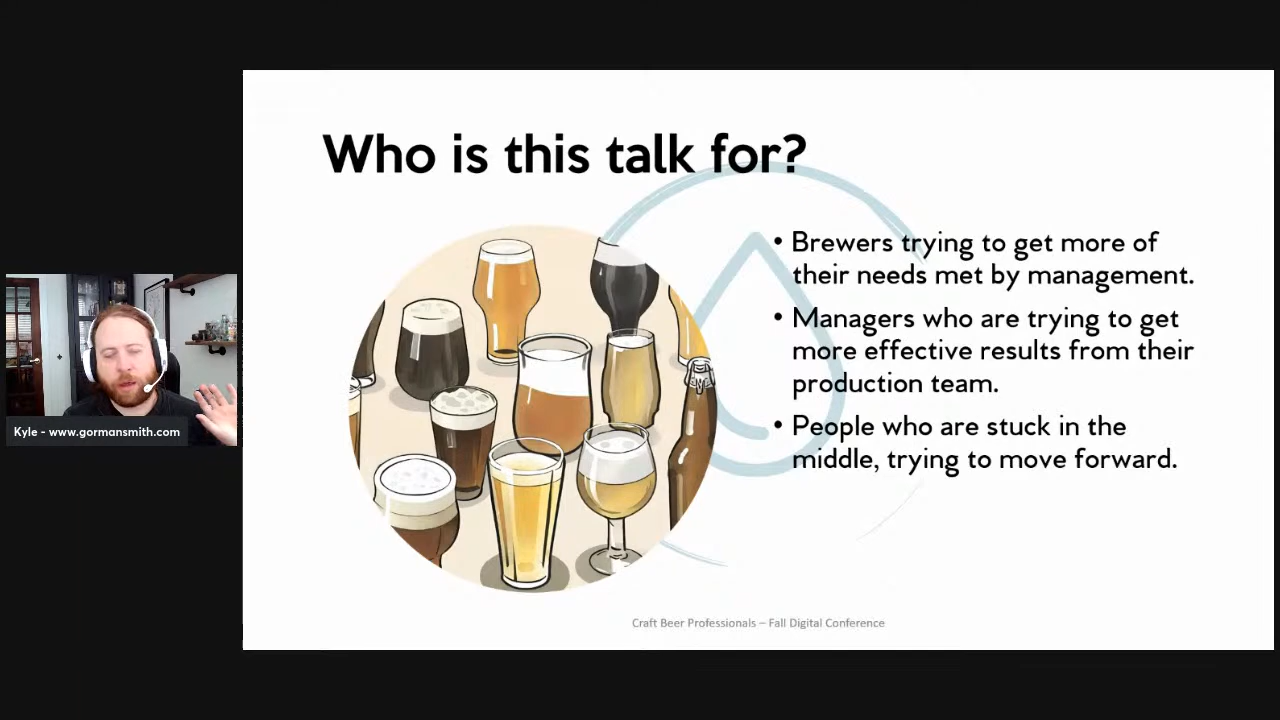 Who is this talk for?
• Brewers trying to get more of
their needs met by management.
• Managers who are trying to get
more effective results from their
production team.
• People who are stuck in the
middle, trying to move forward.
Kyle - www.gormansmith.com
Craft Beer Professionals – Fall Digital Conference